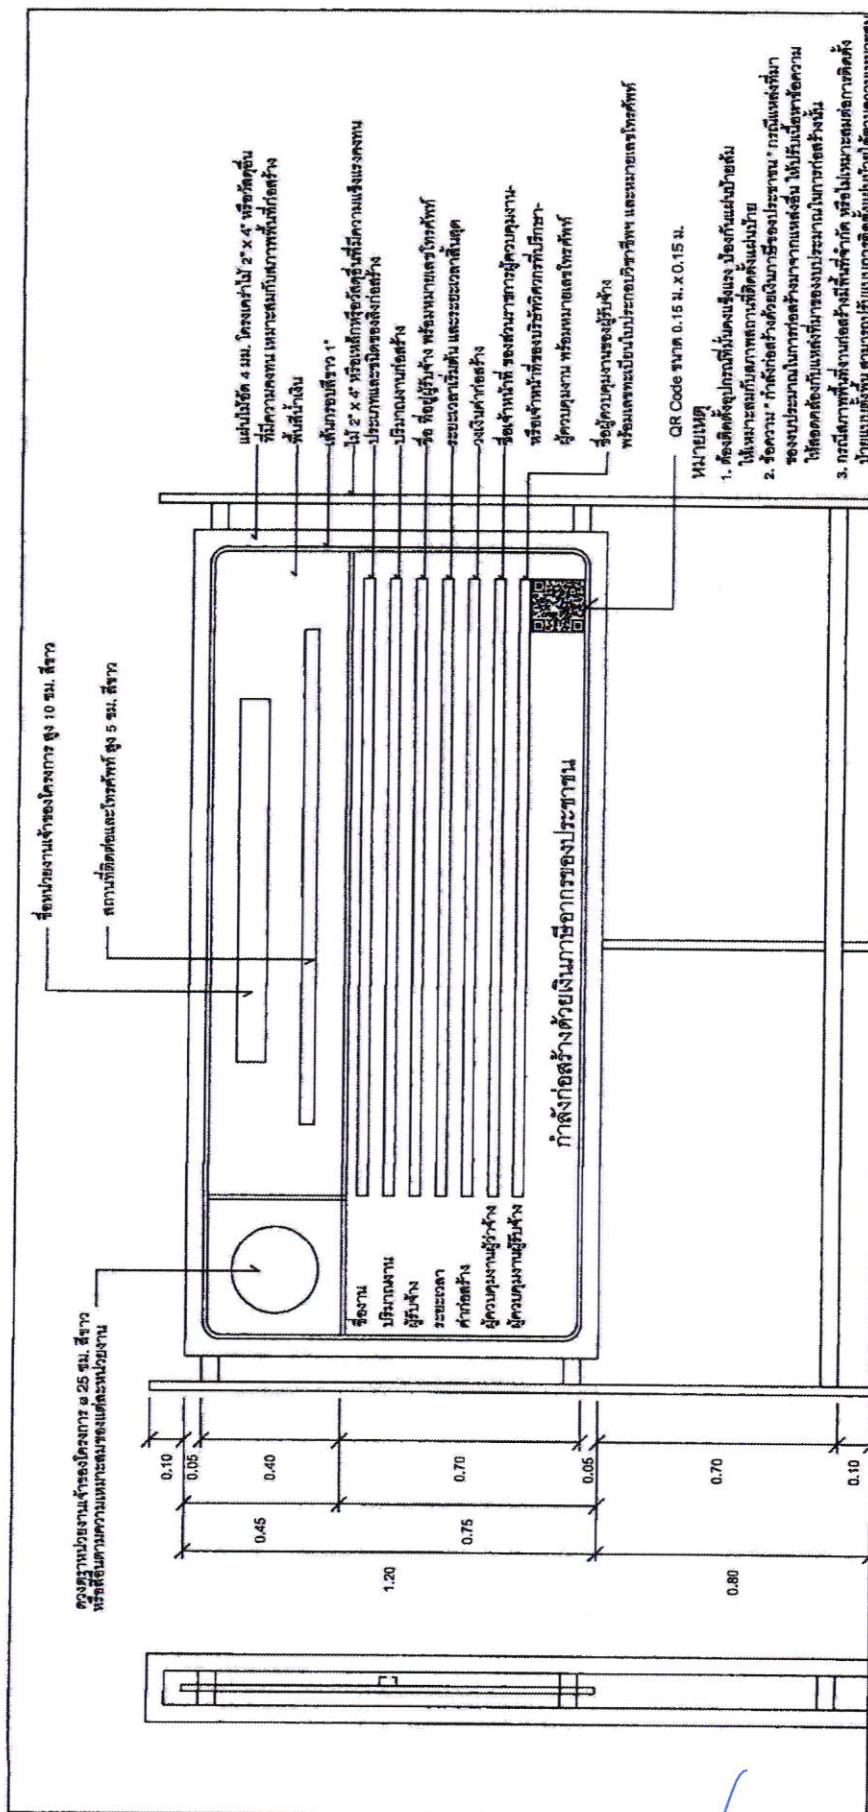 ชื่อหน่วยงานเจ้าของโครงการ สูง 10 ซม. สีขาว
สถานที่ติดต่อและโทรศัพท์ สูง 5 ซม. สีขาว
ดวงตราหน่วยงานเจ้าของโครงการ ø 25 ซม. สีขาว
หรือสีอื่นตามความเหมาะสมของแต่ละหน่วยงาน
แผ่นไม้อัด 4 มม. โครงคร่าวไม้ 2" x 4" หรือวัสดุอื่น
ที่มีความคงทน เหมาะสมกับสภาพพื้นที่ก่อสร้าง
พื้นสีน้ำเงิน
เส้นกรอบสีขาว 1"
ไม้ 2" x 4" หรือเหล็กหรือวัสดุอื่นที่มีความแข็งแรงคงทน
ประเภทและชนิดของสิ่งก่อสร้าง
ปริมาณงานก่อสร้าง
ชื่อ ที่อยู่ผู้รับจ้าง พร้อมหมายเลขโทรศัพท์
ระยะเวลาเริ่มต้น และระยะเวลาสิ้นสุด
วงเงินค่าก่อสร้าง
ชื่อเจ้าหน้าที่ ของส่วนราชการผู้ควบคุมงาน-
หรือเจ้าหน้าที่ของบริษัทวิศวกรที่ปรึกษา-
ผู้ควบคุมงาน พร้อมหมายเลขโทรศัพท์
ชื่อผู้ควบคุมงานของผู้รับจ้าง
พร้อมเลขทะเบียนใบประกอบวิชาชีพฯ และหมายเลขโทรศัพท์
QR Code ขนาด 0.15 ม. x 0.15 ม.
ชื่องาน
ปริมาณงาน
ผู้รับจ้าง
ระยะเวลา
ค่าก่อสร้าง
ผู้ควบคุมงานผู้ว่าจ้าง
ผู้ควบคุมงานผู้รับจ้าง
กำลังก่อสร้างด้วยเงินภาษีอากรของประชาชน
0.10
0.05
0.40
0.70
0.05
0.70
0.10
0.45
0.75
1.20
0.80
หมายเหตุ
1. ต้องติดตั้งอุปกรณ์ที่มั่นคงแข็งแรง ป้องกันแผ่นป้ายล้ม
ให้เหมาะสมกับสภาพสถานที่ติดตั้งแผ่นป้าย
2. ข้อความ " กำลังก่อสร้างด้วยเงินภาษีของประชาชน " กรณีแหล่งที่มา
ของงบประมาณในการก่อสร้างมาจากแหล่งอื่น ให้ปรับเนื้อหาข้อความ
ให้สอดคล้องกับแหล่งที่มาของงบประมาณในการก่อสร้างนั้น
3. กรณีสภาพพื้นที่งานก่อสร้างมีพื้นที่จำกัด หรือไม่เหมาะสมต่อการติดตั้ง